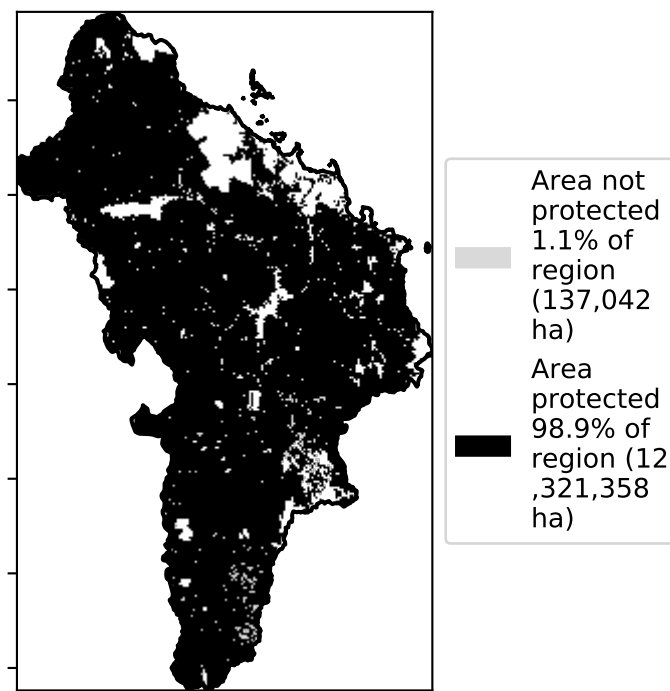 Area not
protected
1.1% of
region
(137,042
ha)
Area
protected
98.9% of
region (12
,321,358
ha)